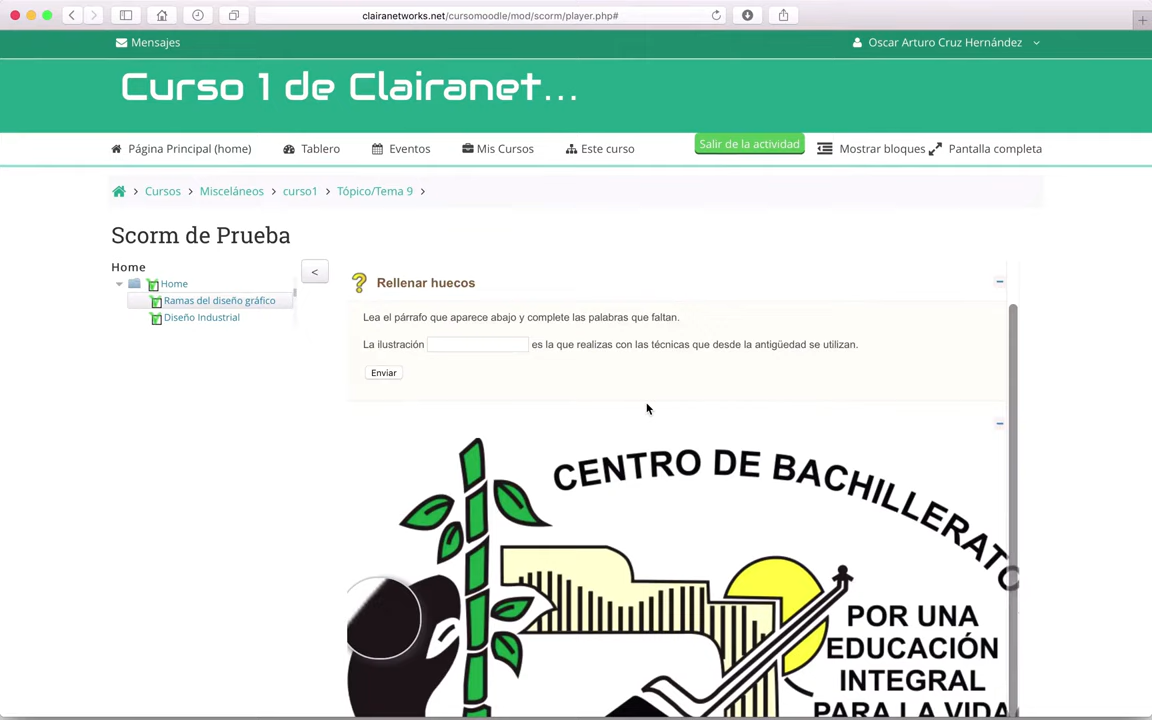 clairanetworks.net/cursomoodle/mod/scorm/player.php#
Mensajes
Oscar Arturo Cruz Hernández
Curso 1 de Clairanet...
Página Principal (home)
Tablero
Eventos
Mis Cursos
Este curso
Salir de la actividad
Mostrar bloques
Pantalla completa
Cursos
Misceláneos
curso1
Tópico/Tema 9
Scorm de Prueba
Home
Home
Ramas del diseño gráfico
Diseño Industrial
<
Rellenar huecos
Lea el párrafo que aparece abajo y complete las palabras que faltan.
La ilustración es la que realizas con las técnicas que desde la antigüedad se utilizan.
Enviar
CENTRO DE BACHILLERATO
POR UNA
EDUCACIÓN
INTEGRAL
PARA LA VIDA